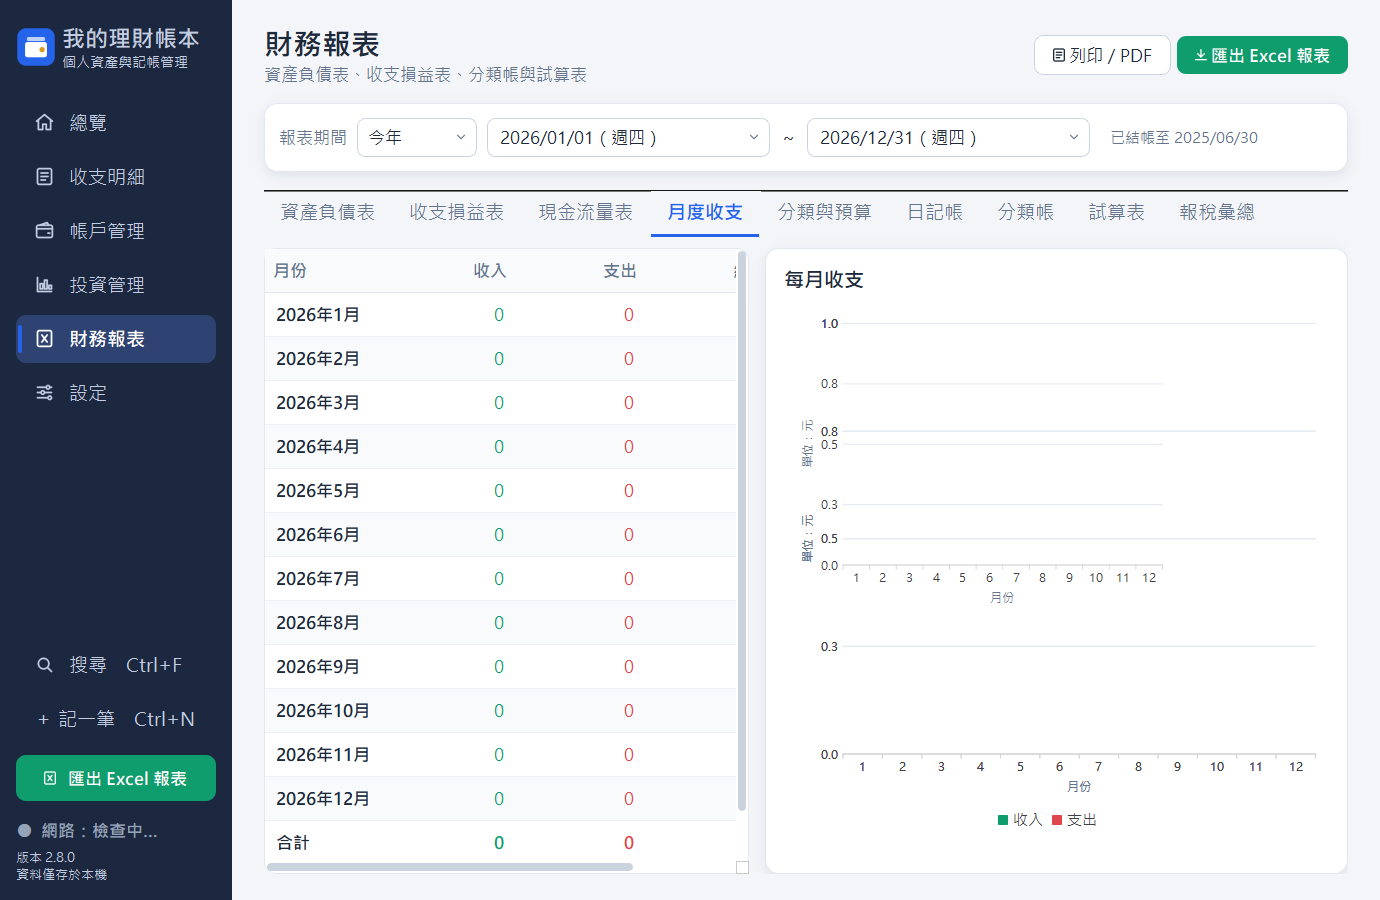 我的理財帳本
個人資產與記帳管理
總覽
收支明細
帳戶管理
投資管理
財務報表
設定
搜尋 Ctrl+F
+ 記一筆 Ctrl+N
匯出 Excel 報表
網路：檢查中...
版本 2.8.0
資料僅存於本機
財務報表
資產負債表、收支損益表、分類帳與試算表
列印 / PDF
匯出 Excel 報表
報表期間 今年 2026/01/01 ( 週四 ) ~ 2026/12/31 ( 週四 ) 已結帳至 2025/06/30
資產負債表 收支損益表 現金流量表 月度收支 分類與預算 日記帳 分類帳 試算表 報稅彙總
月份 收入 支出
2026年1月 0 0
2026年2月 0 0
2026年3月 0 0
2026年4月 0 0
2026年5月 0 0
2026年6月 0 0
2026年7月 0 0
2026年8月 0 0
2026年9月 0 0
2026年10月 0 0
2026年11月 0 0
2026年12月 0 0
合計 0 0
每月收支
1.0
0.8
0.8
0.5
單位：元
0.3
0.5
單位：元
0.0
1 2 3 4 5 6 7 8 9 10 11 12
月份
0.3
0.0
1 2 3 4 5 6 7 8 9 10 11 12
月份
收入 支出